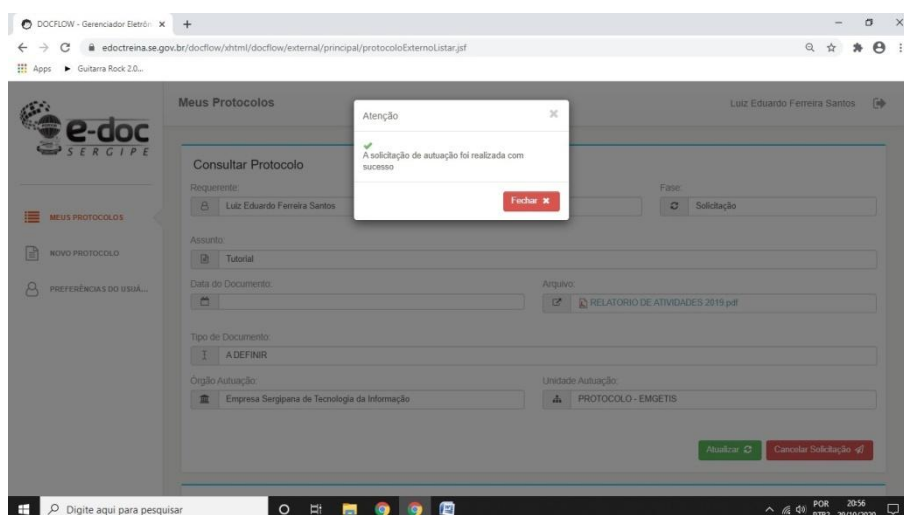 DOCFLOW - Gerenciador Eletrôn
edoctreina.se.gov.br/docflow/xhtml/docflow/external/principal/protocoloExternoListar.jsf
Apps
Guitarra Rock 2.0...
e-doc
SERGIPE
MEUS PROTOCOLOS
NOVO PROTOCOLO
PREFERÊNCIAS DO USUÁ...
Meus Protocolos
Luiz Eduardo Ferreira Santos
Atenção
A solicitação de autuação foi realizada com
sucesso
Fechar
Consultar Protocolo
Requerente:
Fase:
Luiz Eduardo Ferreira Santos
Solicitação
Assunto:
Tutorial
Data do Documento:
Arquivo:
RELATORIO DE ATIVIDADES 2019.pdf
Tipo de Documento:
A DEFINIR
Órgão Autuação:
Unidade Autuação:
Empresa Sergipana de Tecnologia da Informação
PROTOCOLO - EMGETIS
Atualizar
Cancelar Solicitação
Digite aqui para pesquisar
POR
20:56
PTB2
20/10/2020